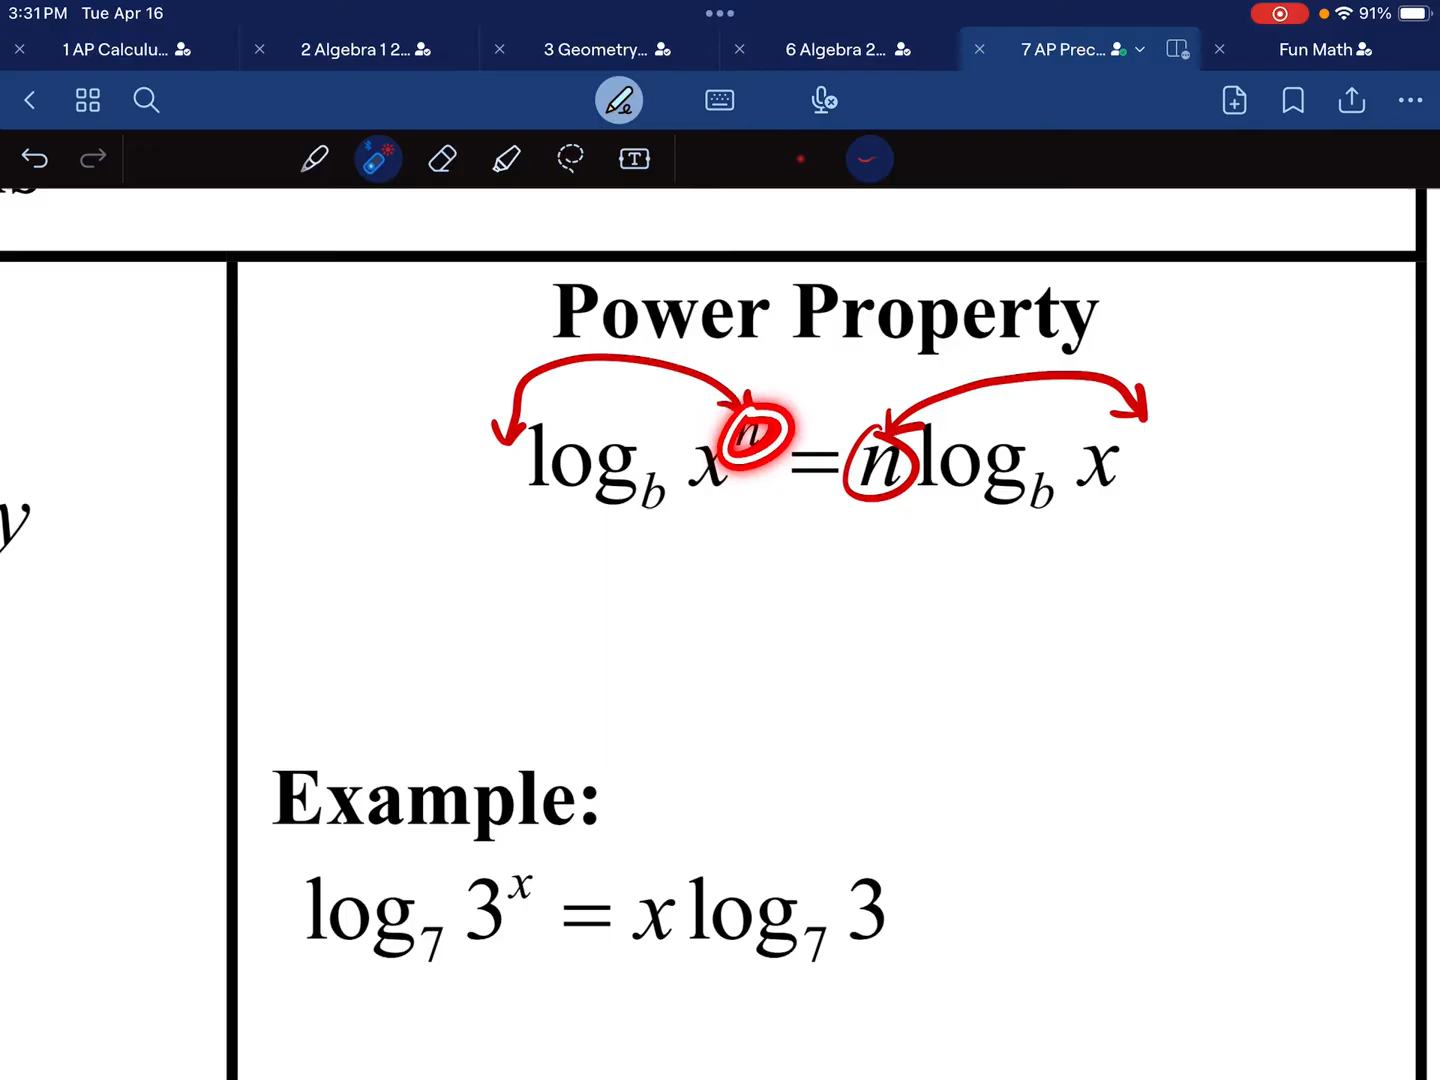 3:31 PM Tue Apr 16 91%
1 AP Calculu... 2 Algebra 1 2... 3 Geometry... 6 Algebra 2... 7 AP Prec... Fun Math
T
Power Property
log_b x^n = n log_b x
y
Example:
log_7 3^x = x log_7 3